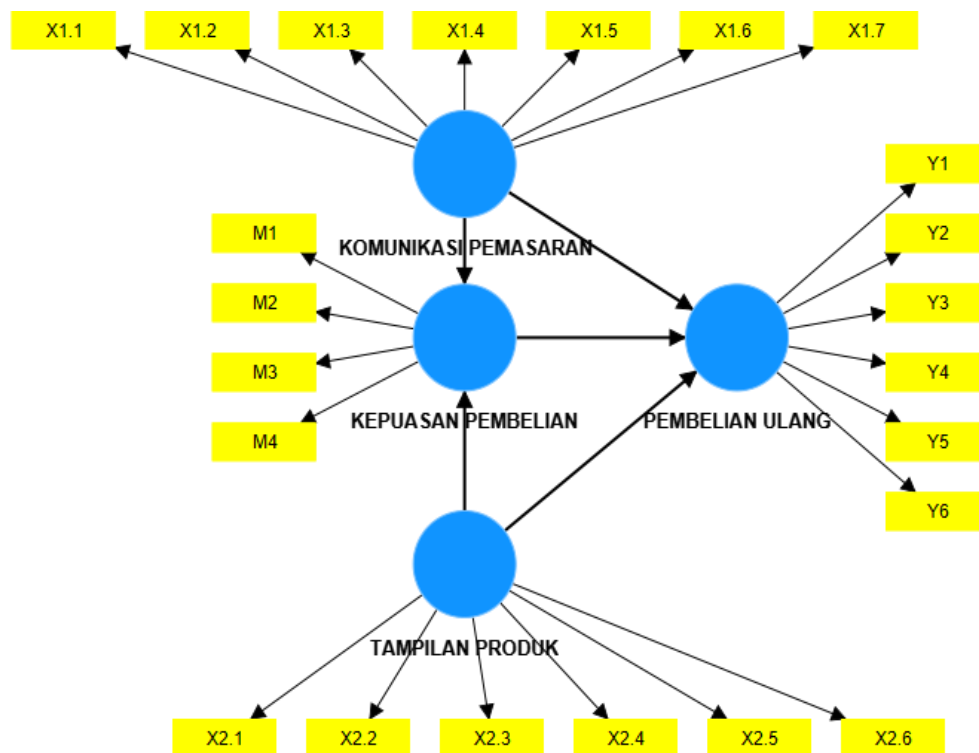 X1.1 X1.2 X1.3 X1.4 X1.5 X1.6 X1.7
Y1
M1
Y2
KOMUNIKASI PEMASARAN
M2
Y3
M3
Y4
KEPUASAN PEMBELIAN
PEMBELIAN ULANG
M4
Y5
Y6
TAMPILAN PRODUK
X2.1 X2.2 X2.3 X2.4 X2.5 X2.6